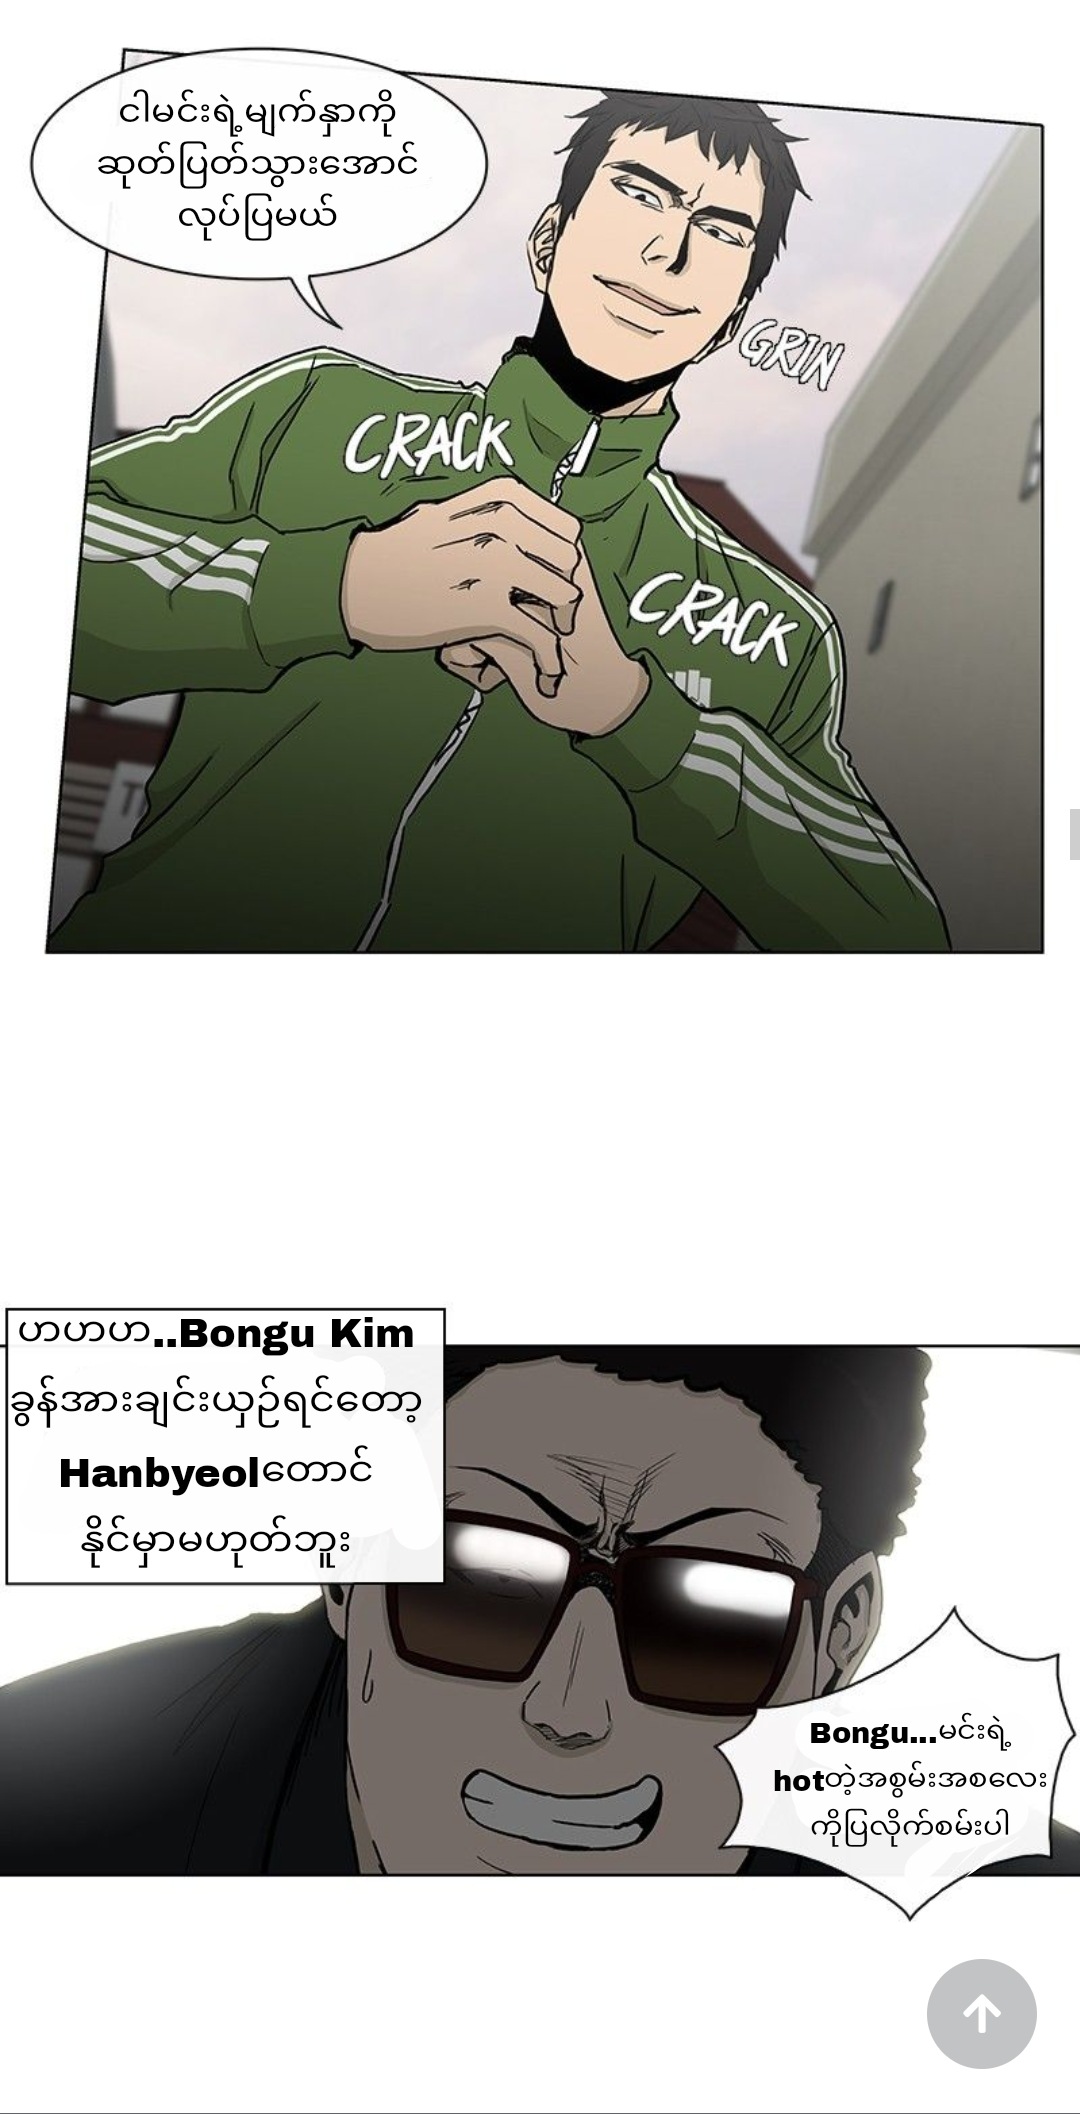 ငါမင်းရဲ့မျက်နှာကို
ဆုတ်ပြတ်သွားအောင်
လုပ်ပြမယ်
GRIN
CRACK
CRACK
ဟာဟာဟာ..Bongu Kim
ခွန်အားချင်းယှဉ်ရင်တော့
Hanbyeolတောင်
နိုင်မှာမဟုတ်ဘူး
Bongu...မင်းရဲ့
hotတဲ့အစွမ်းအစလေး
ကိုပြလိုက်စမ်းပါ